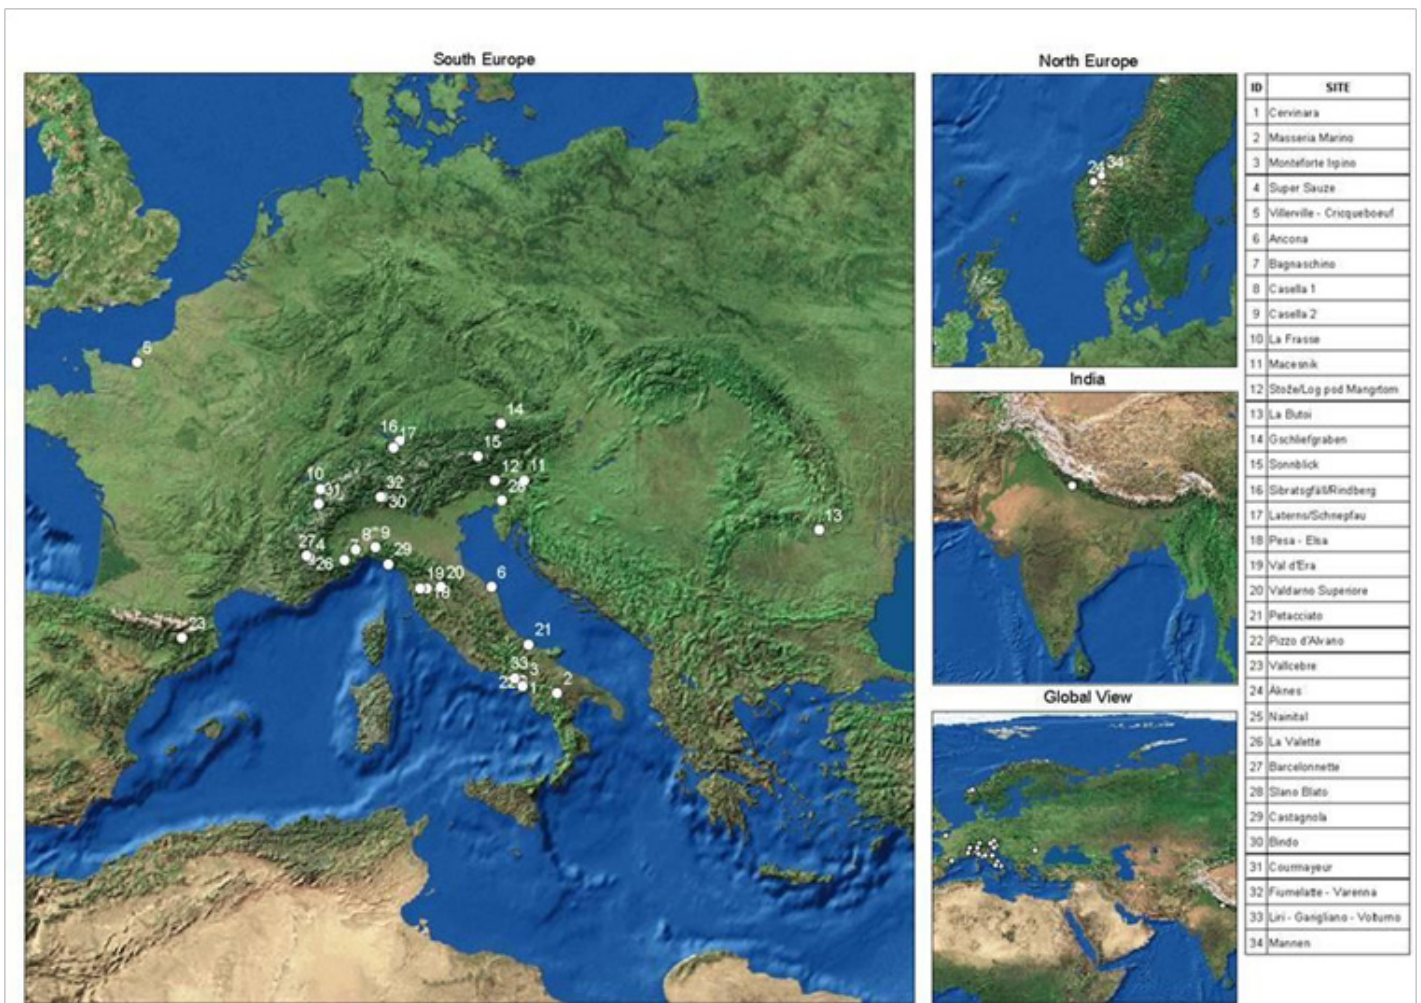 South Europe
North Europe
India
Global View
ID SITE
1 Cervinara
2 Masseria Marino
3 Monteforte Irpino
4 Super Sauze
5 Villerville - Cricqueboeuf
6 Ancona
7 Bagnaschino
8 Casella 1
9 Casella 2
10 La Frasse
11 Macesnik
12 Stože/Log pod Mangrtom
13 La Butoi
14 Gschliefgraben
15 Sonnblick
16 Sibratsgfäll/Rindberg
17 Laterns/Schnepfau
18 Pesa - Elsa
19 Val d'Era
20 Valdarno Superiore
21 Petacciato
22 Pizzo d'Alvano
23 Vallcebre
24 Aknes
25 Nainital
26 La Valette
27 Barcelonnette
28 Slano Blato
29 Castagnola
30 Bindo
31 Courmayeur
32 Fiumelatte - Varenna
33 Liri - Garigliano - Volturno
34 Mannen
5
14
16 17
15
10
12 11
31
32
28
30
13
27 4
7
8 9
26
29
19 20
18
6
23
21
33
3
22
1
2
24 34